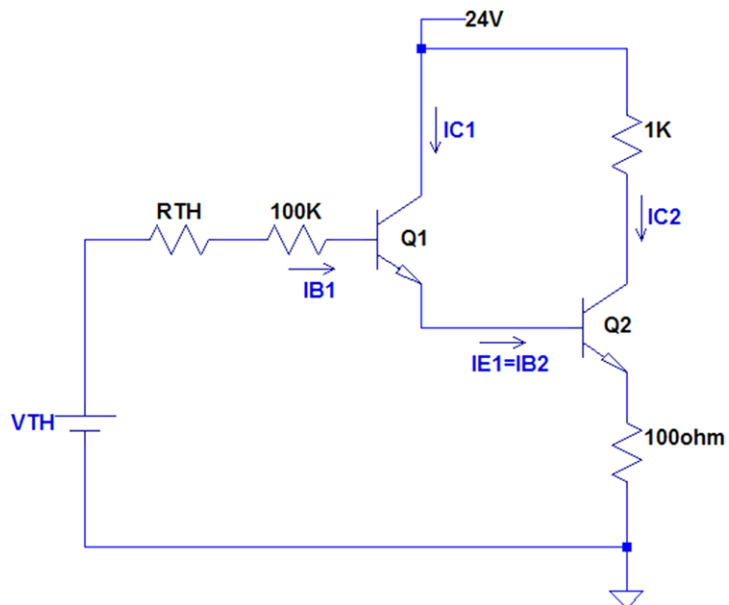 24V
IC1
1K
RTH
100K
IC2
Q1
IB1
Q2
IE1=IB2
VTH
100ohm